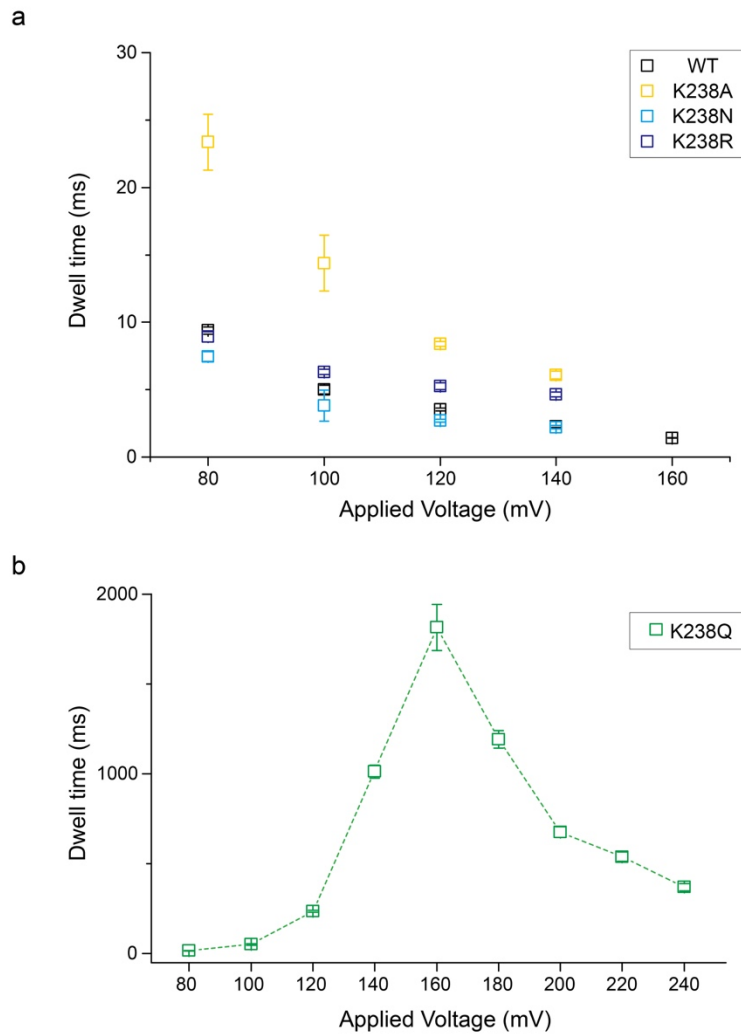 a
30
20
10
0
Dwell time (ms)
WT
K238A
K238N
K238R
80 100 120 140 160
Applied Voltage (mV)
b
2000
1000
0
Dwell time (ms)
K238Q
80 100 120 140 160 180 200 220 240
Applied Voltage (mV)